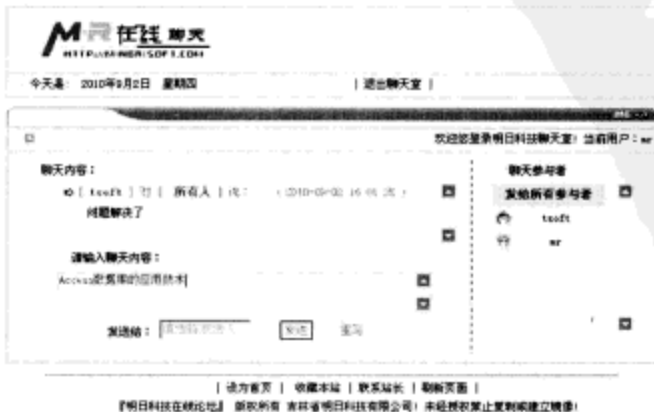 MR 在线 聊天
今天是: 2010年9月2日 星期四
| 退出聊天室 |
欢迎您登录明日科技聊天室! 当前用户: mr
聊天内容:
[ tsoft ] 对 [ 所有人 ] 说:
问题解决了
请输入聊天内容:
Access数据库的应用技术
发送给:
发送 重写
聊天参与者
发给所有参与者
tsoft
mr
| 设为首页 | 收藏本站 | 联系站长 | 刷新页面 |
『明日科技在线论坛』 版权所有 吉林省明日科技有限公司! 未经授权禁止复制或建立镜像!